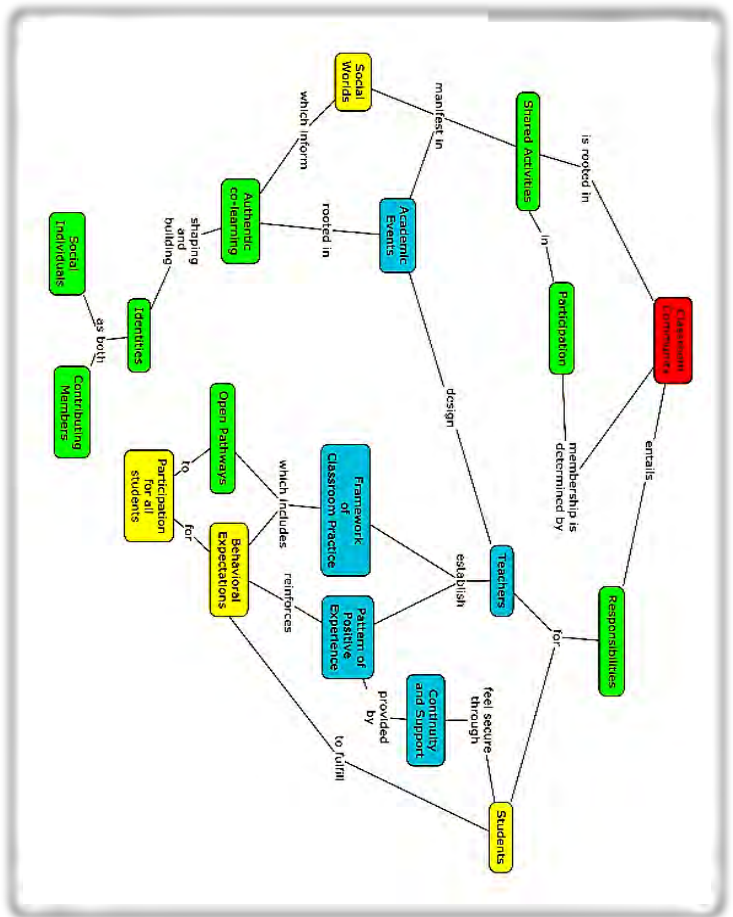 Classroom
Community
entails
Responsibilities
is rooted in
membership is
determined by
Participation
in
Shared Activities
for
Teachers
Students
feel secure
through
establish
design
manifest in
Continuity
and Support
Academic
Events
provided
by
Social
Worlds
Framework
of
Classroom Practice
Pattern of
Positive
Experience
to fulfill
rooted in
which inform
which includes
reinforces
Authentic
co-learning
Open Pathways
Behavioral
Expectations
shaping
and
building
to
for
Identities
Participation
for all
students
as both
Social
Individuals
Contributing
Members